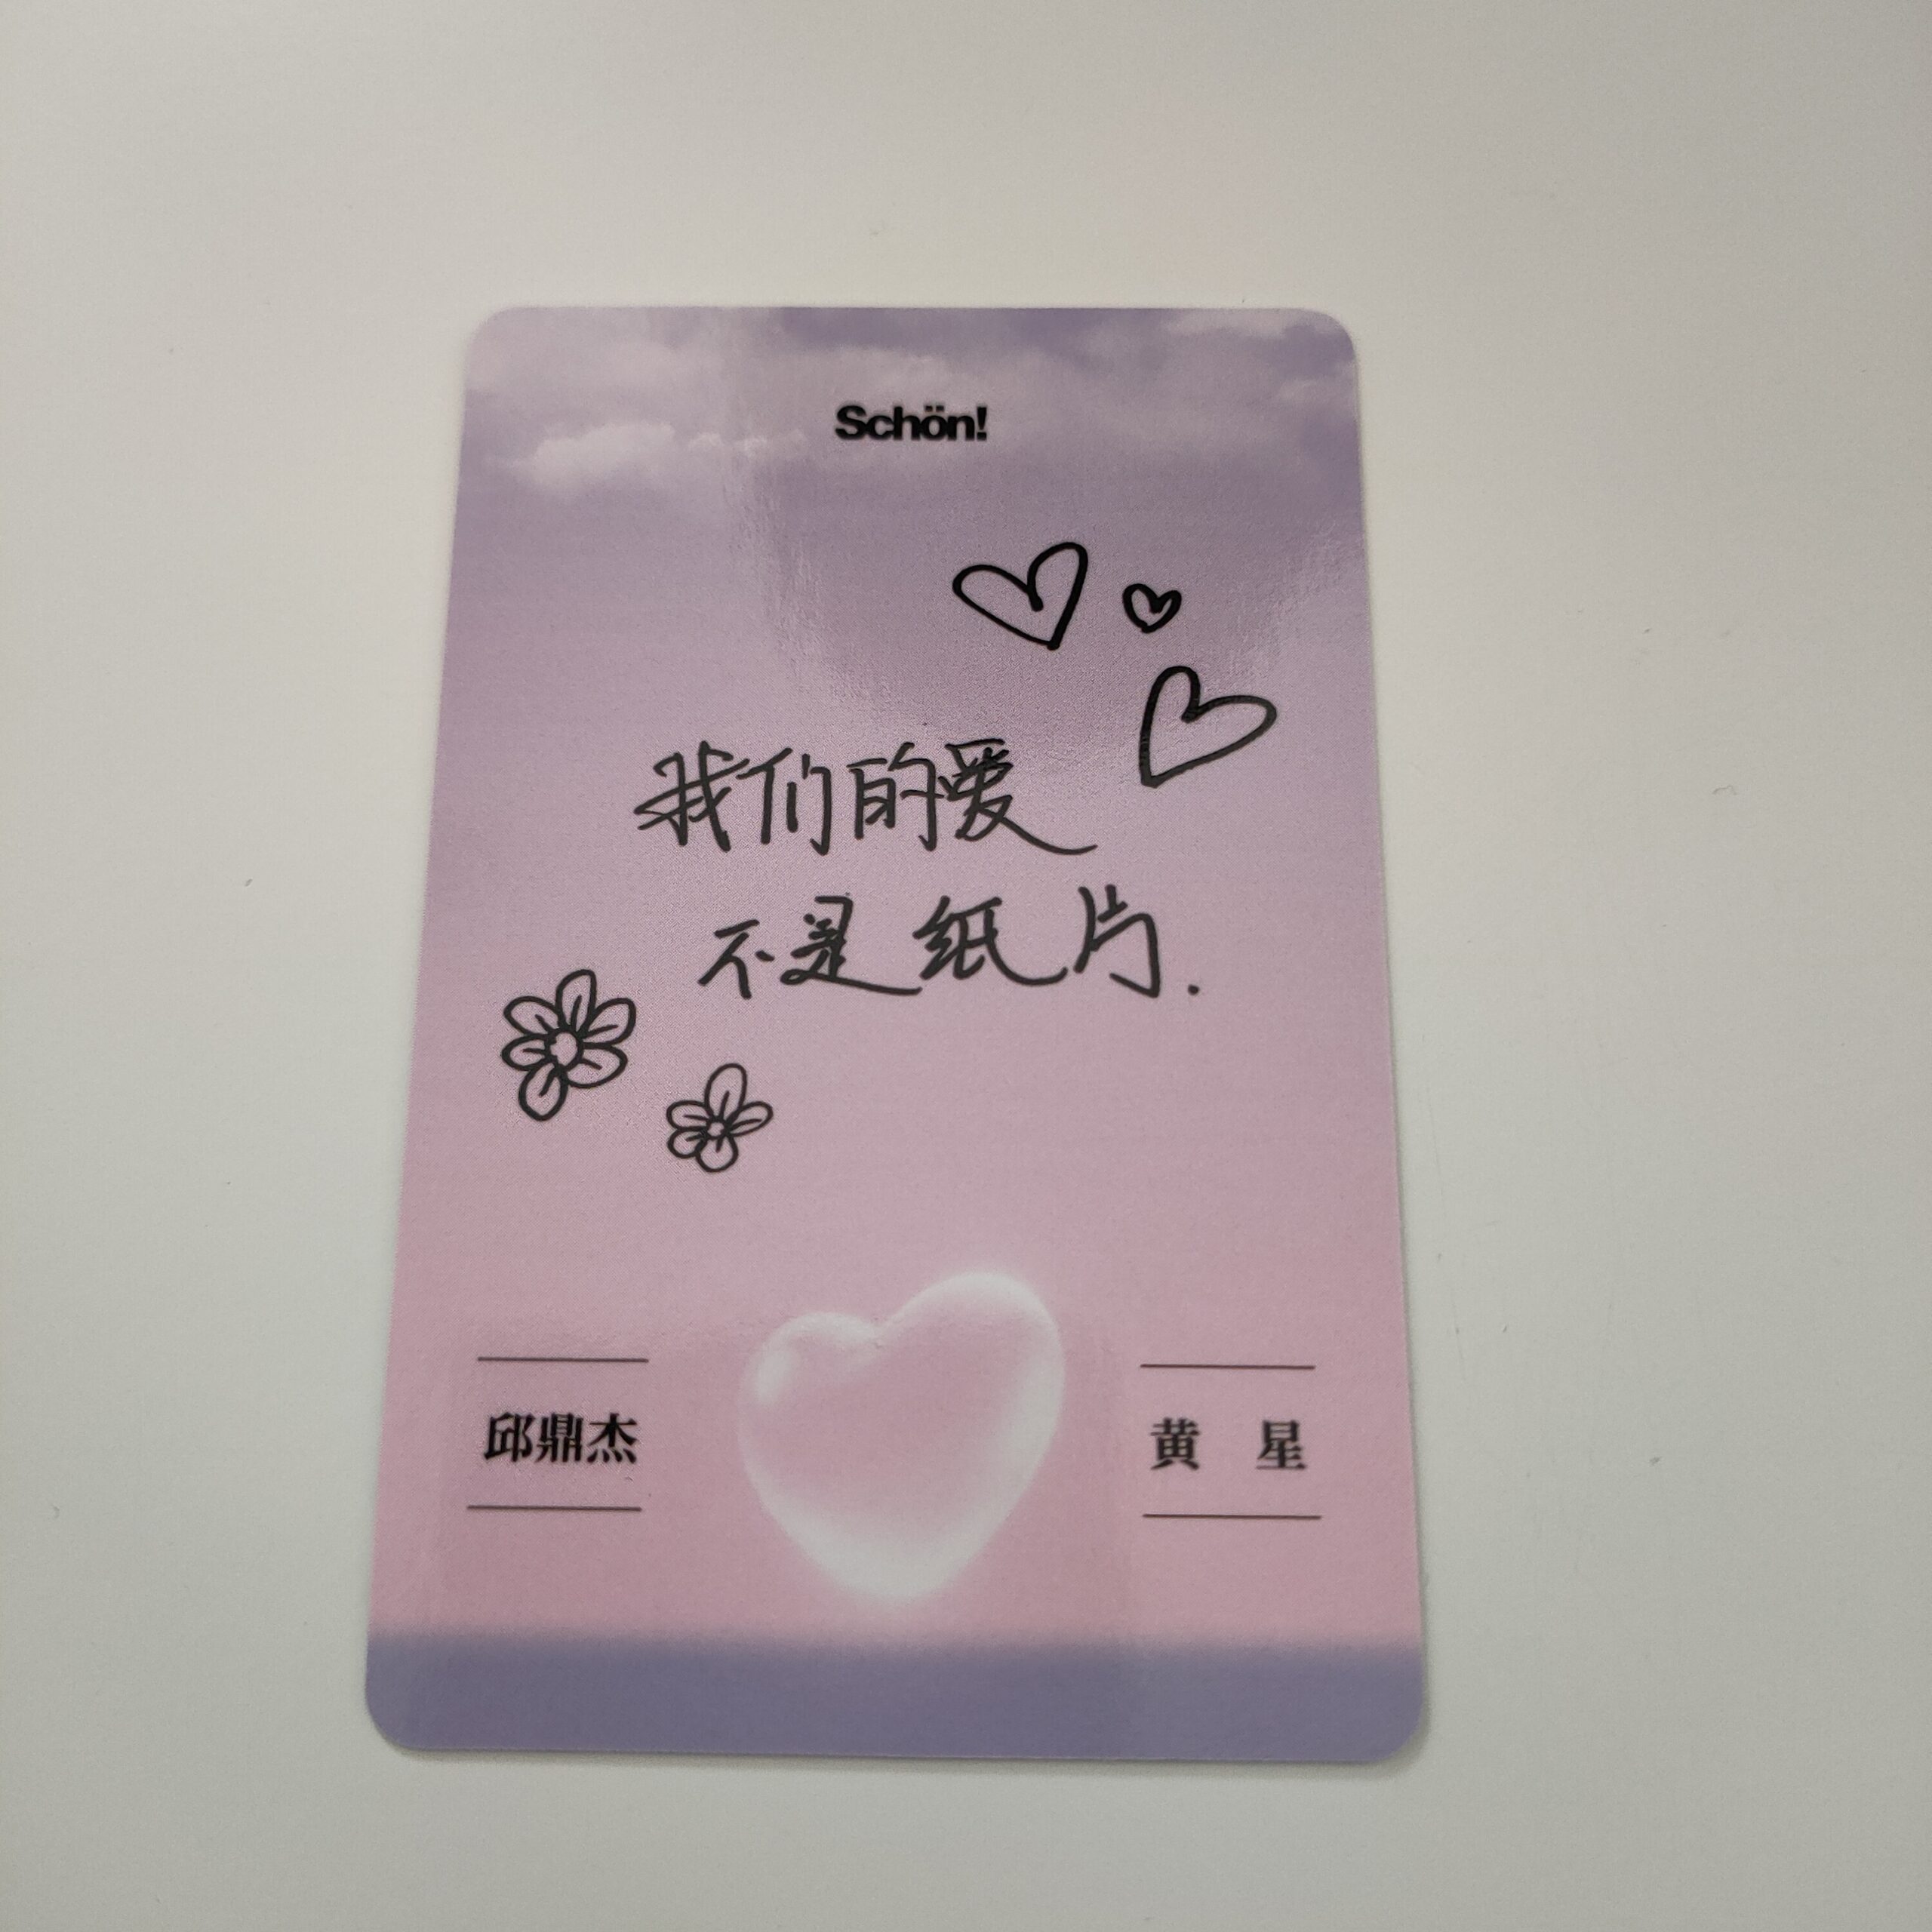 Schön!
我们的爱
不是纸片.
邱鼎杰
黄 星